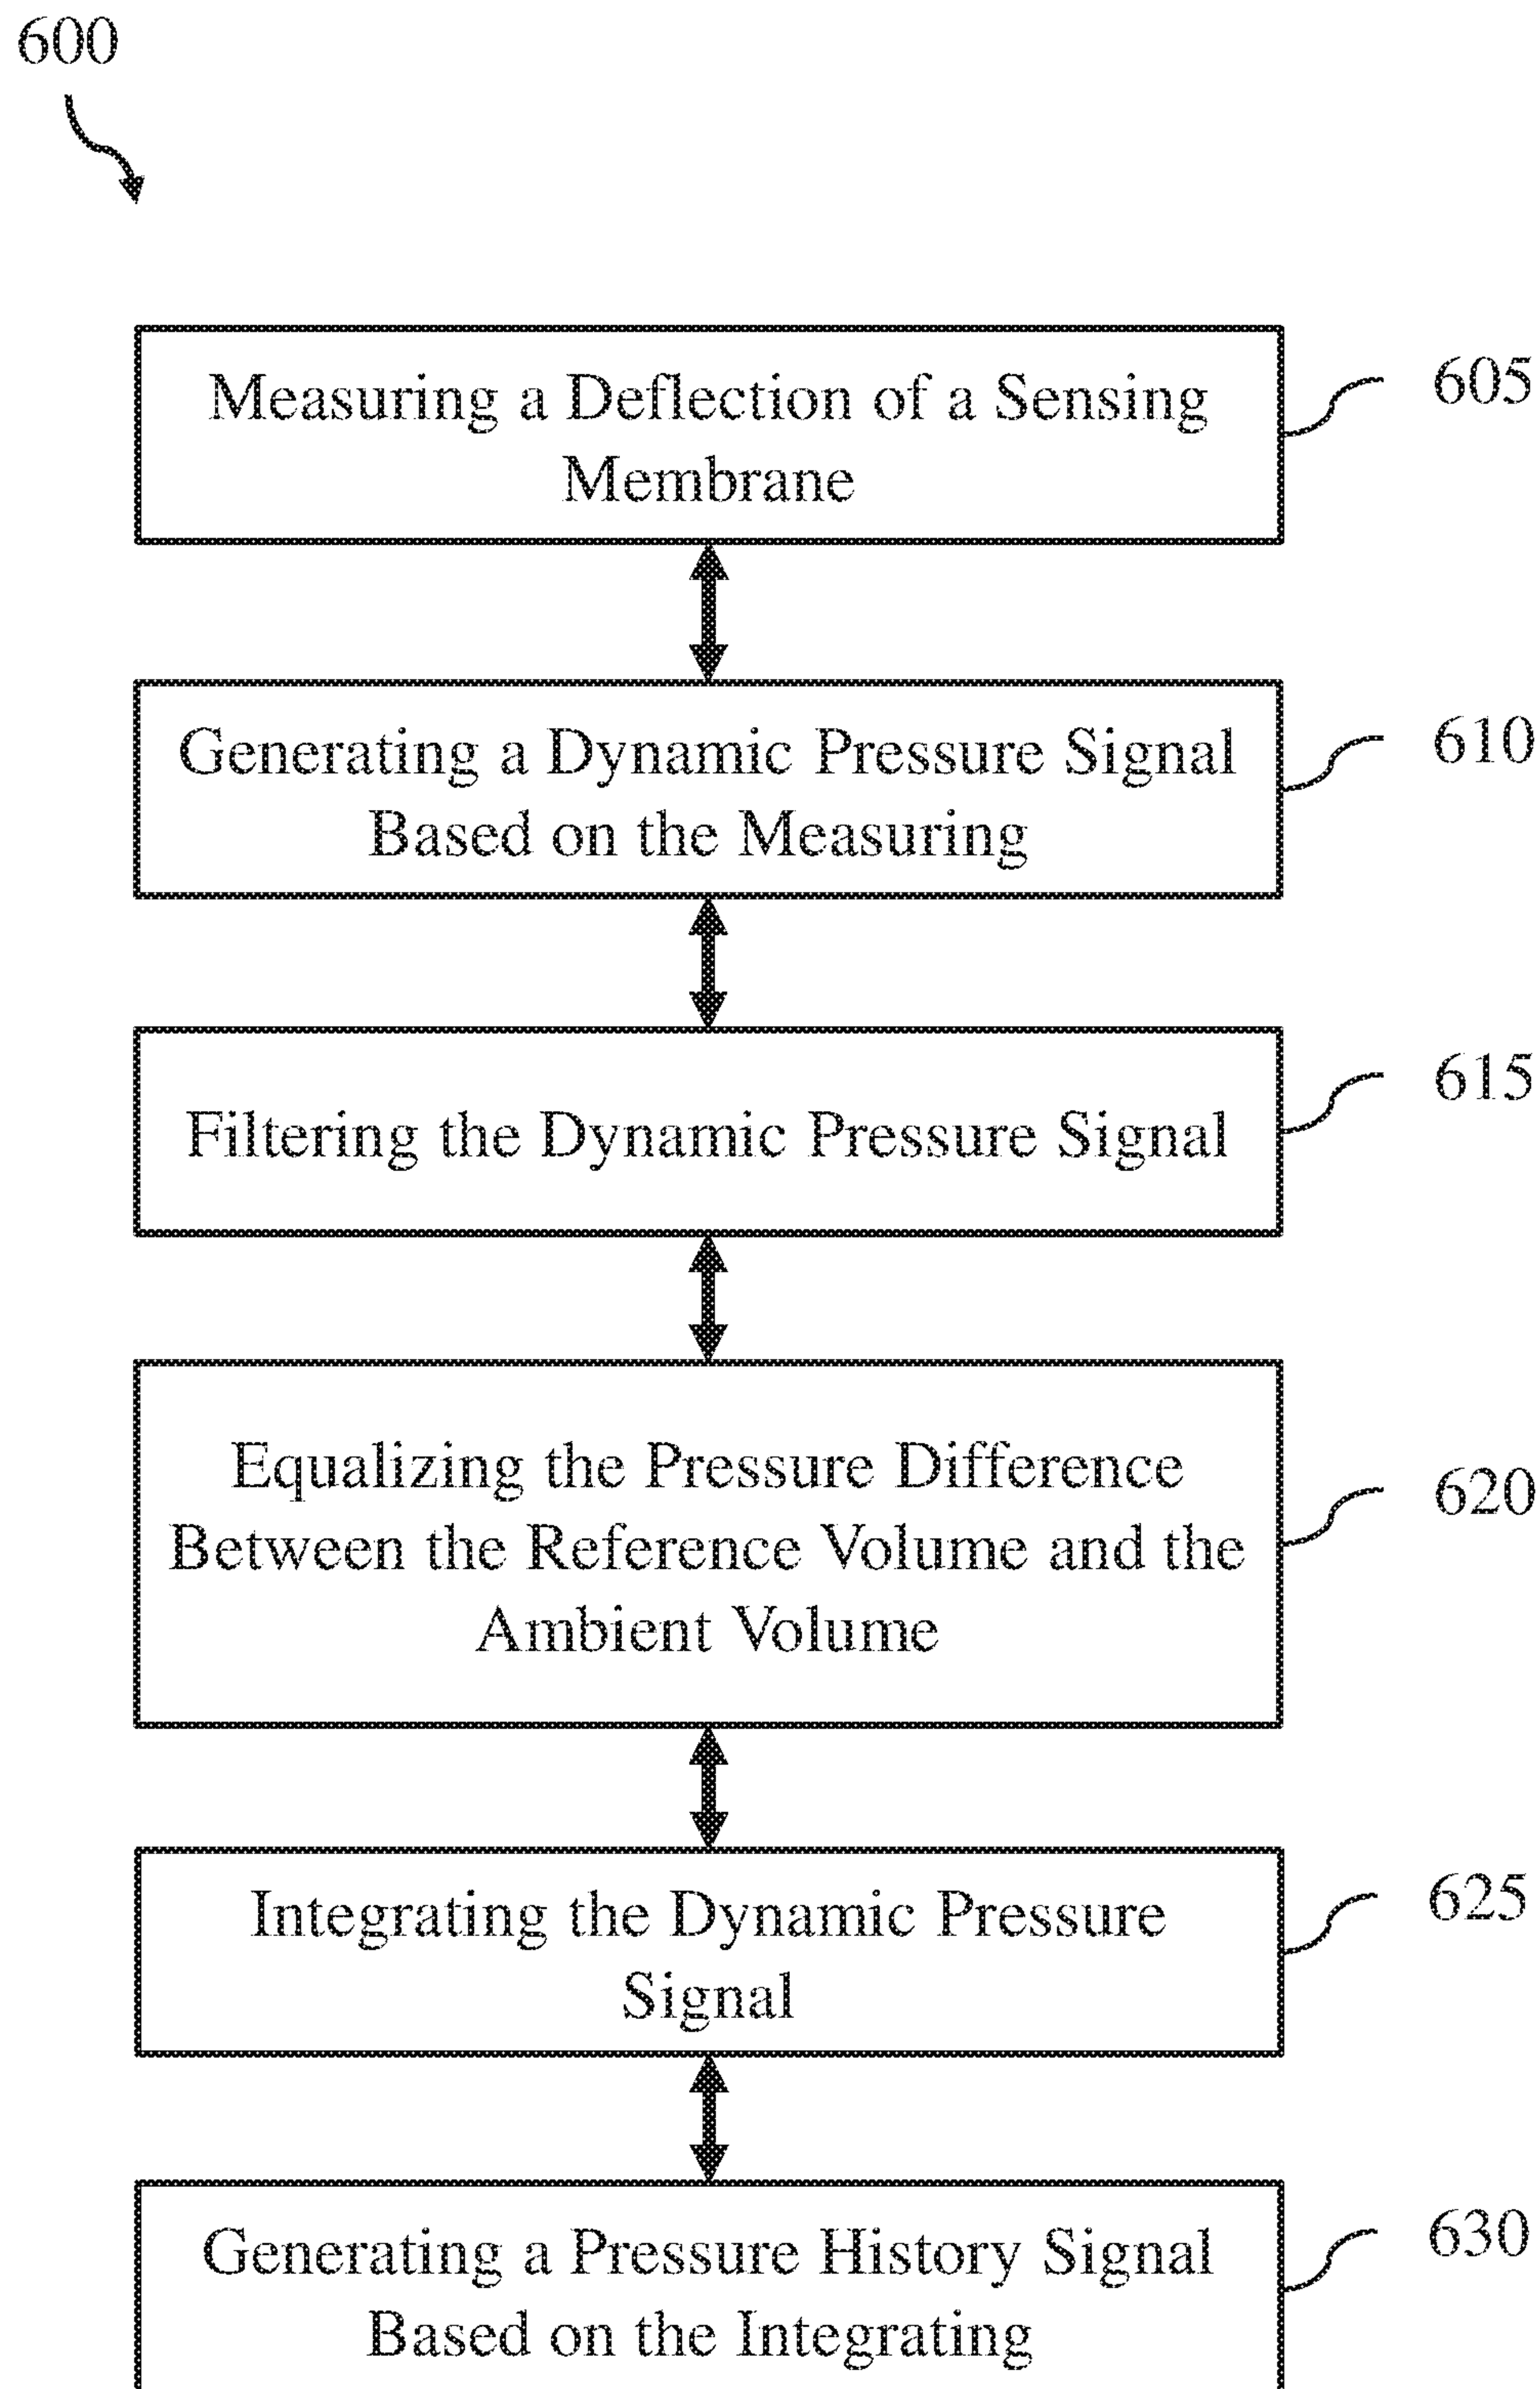 600
Measuring a Deflection of a Sensing
Membrane
605
Generating a Dynamic Pressure Signal
Based on the Measuring
610
Filtering the Dynamic Pressure Signal
615
Equalizing the Pressure Difference
Between the Reference Volume and the
Ambient Volume
620
Integrating the Dynamic Pressure
Signal
625
Generating a Pressure History Signal
Based on the Integrating
630